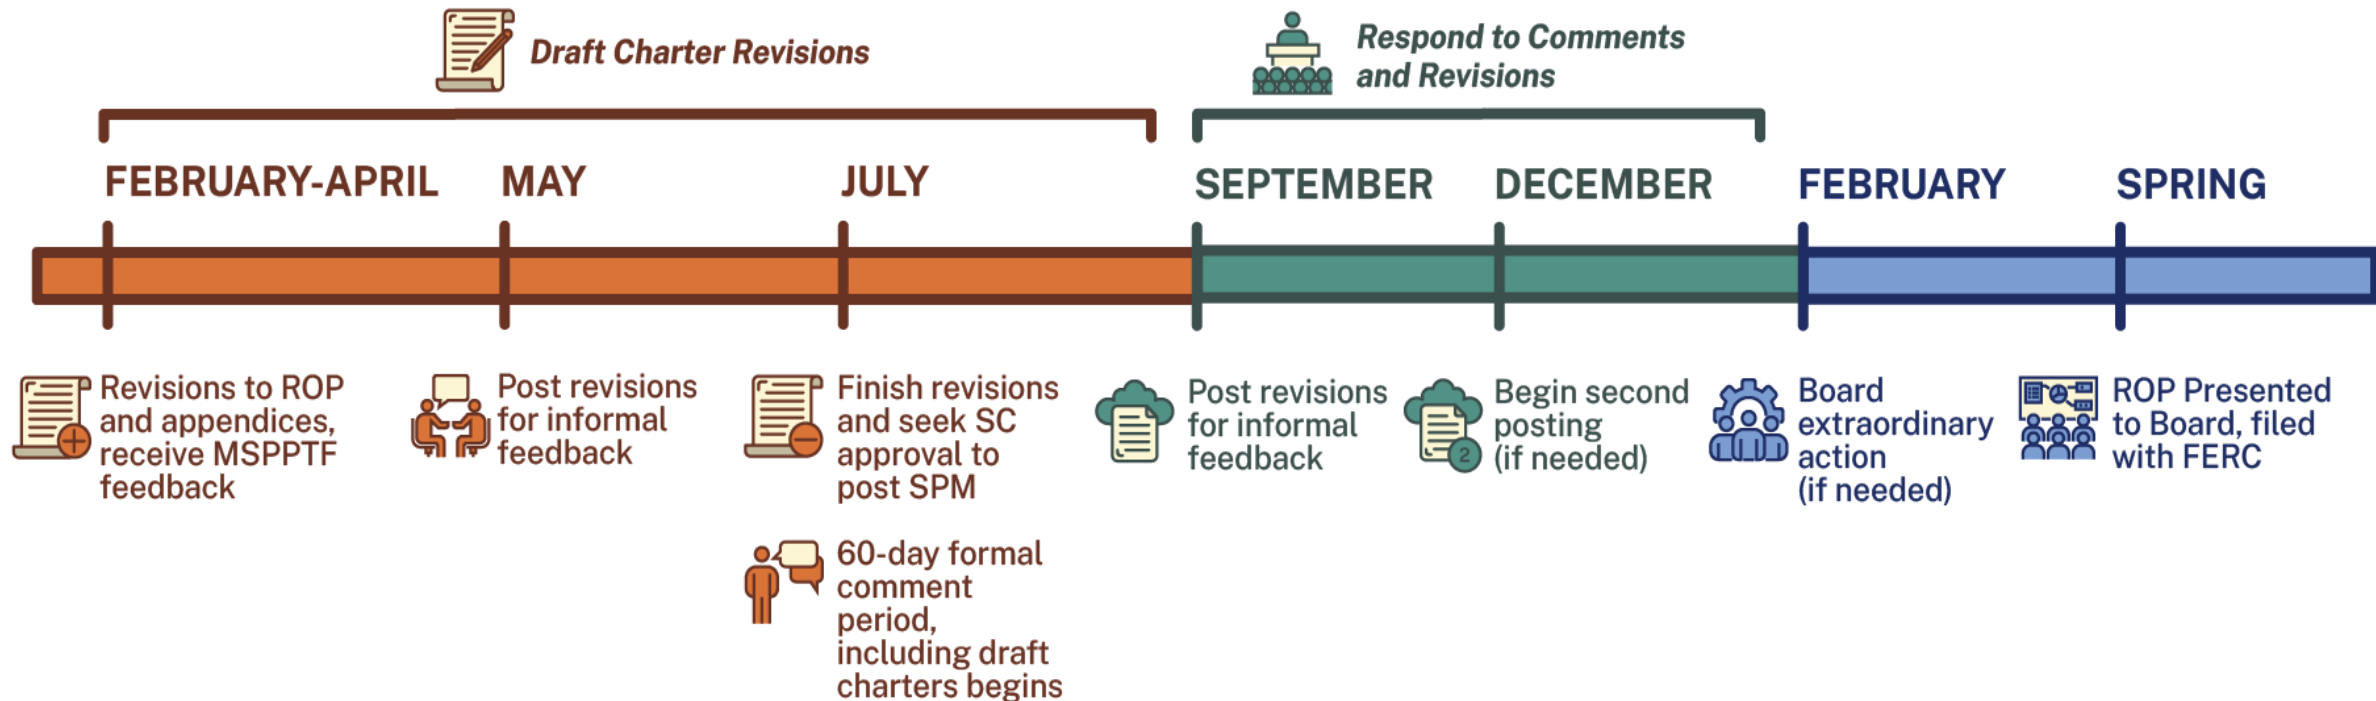 Draft Charter Revisions
Respond to Comments
and Revisions
FEBRUARY-APRIL
MAY
JULY
SEPTEMBER
DECEMBER
FEBRUARY
SPRING
Revisions to ROP
and appendices,
receive MSPPTF
feedback
Post revisions
for informal
feedback
Finish revisions
and seek SC
approval to
post SPM
60-day formal
comment
period,
including draft
charters begins
Post revisions
for informal
feedback
2
Begin second
posting
(if needed)
Board
extraordinary
action
(if needed)
ROP Presented
to Board, filed
with FERC